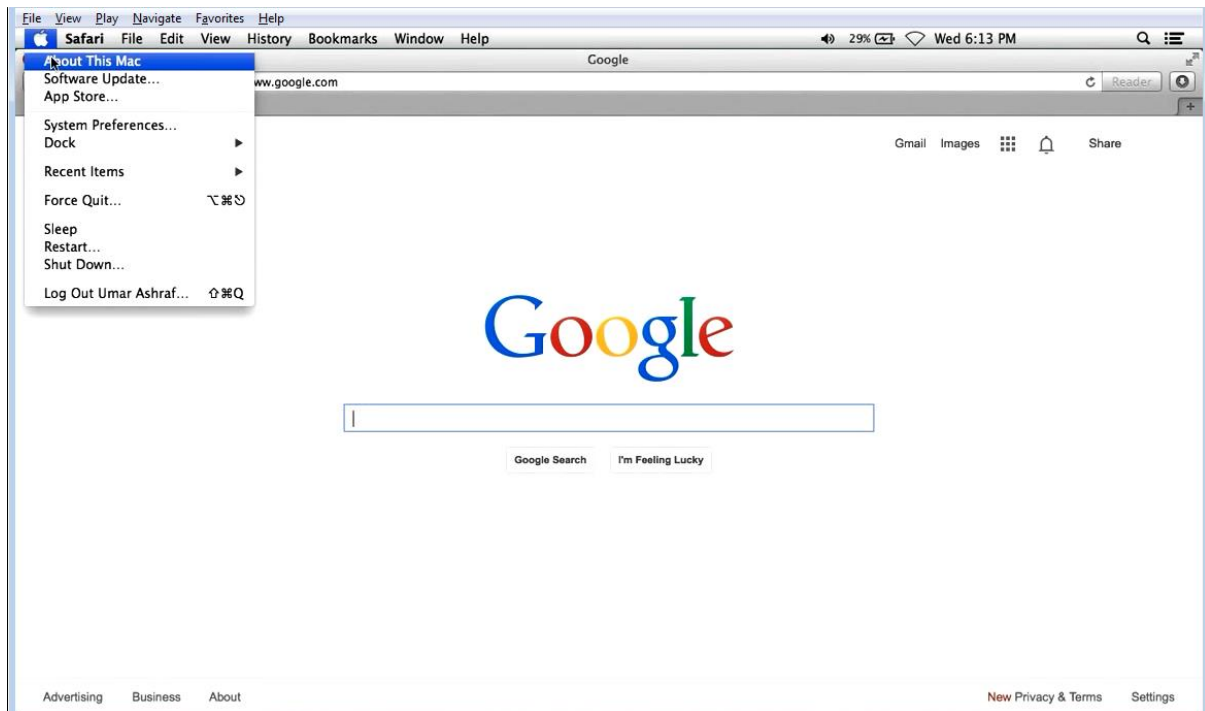 File View Play Navigate Favorites Help
Safari File Edit View History Bookmarks Window Help 29% Wed 6:13 PM
About This Mac
Google
Software Update...
ww.google.com
Reader
App Store...
System Preferences...
Dock
Gmail Images Share
Recent Items
Force Quit... ⌥⌘⎋
Sleep
Restart...
Shut Down...
Log Out Umar Ashraf... ⇧⌘Q
Google
Google Search I'm Feeling Lucky
Advertising Business About New Privacy & Terms Settings